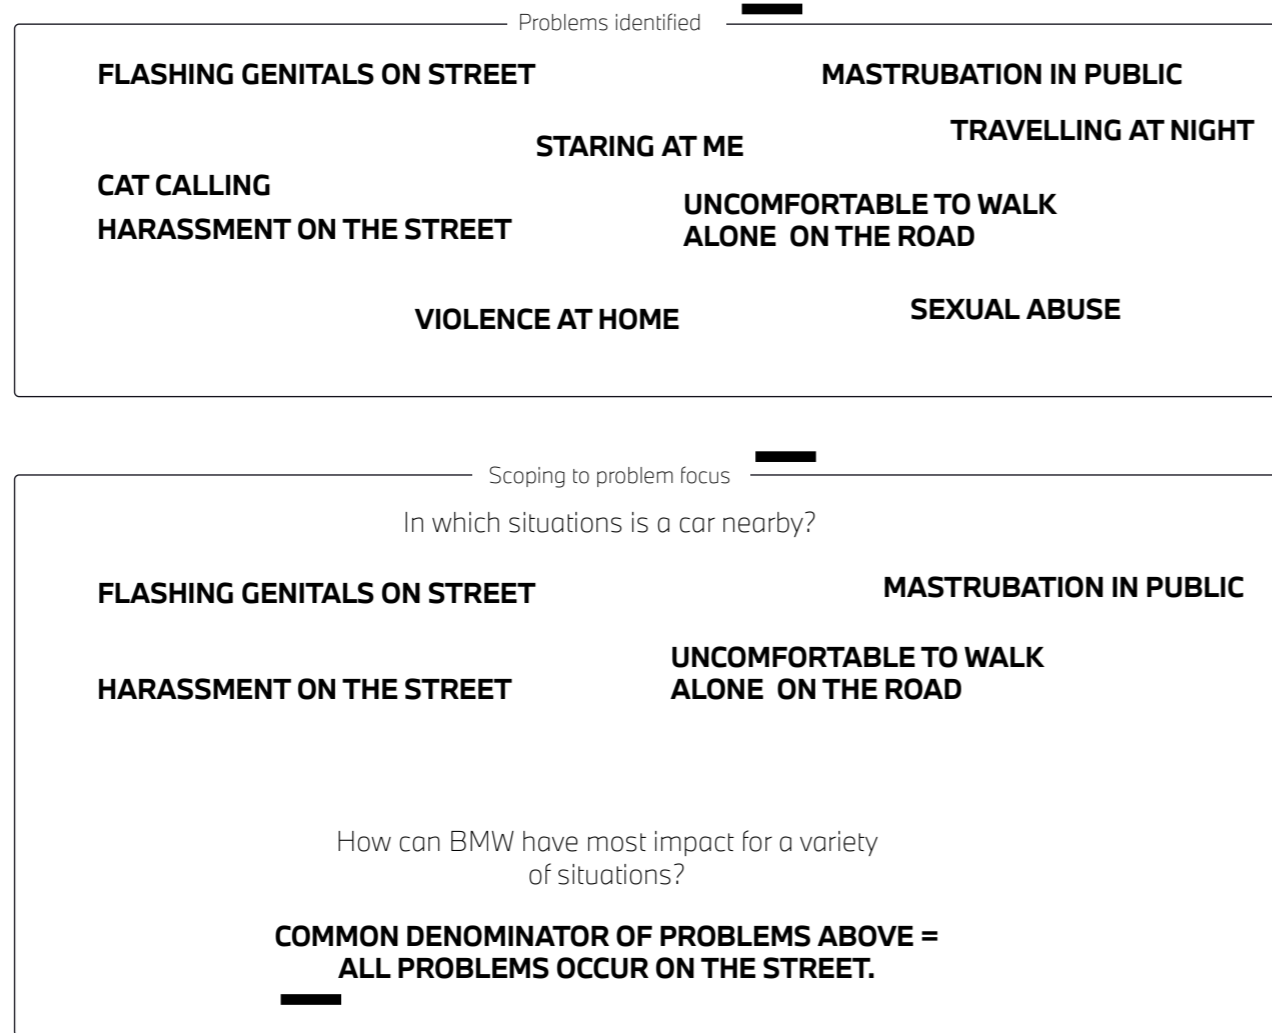 Problems identified
FLASHING GENITALS ON STREET
MASTRUBATION IN PUBLIC
TRAVELLING AT NIGHT
STARING AT ME
CAT CALLING
HARASSMENT ON THE STREET
UNCOMFORTABLE TO WALK
ALONE ON THE ROAD
SEXUAL ABUSE
VIOLENCE AT HOME
Scoping to problem focus
In which situations is a car nearby?
FLASHING GENITALS ON STREET
MASTRUBATION IN PUBLIC
HARASSMENT ON THE STREET
UNCOMFORTABLE TO WALK
ALONE ON THE ROAD
How can BMW have most impact for a variety
of situations?
COMMON DENOMINATOR OF PROBLEMS ABOVE =
ALL PROBLEMS OCCUR ON THE STREET.